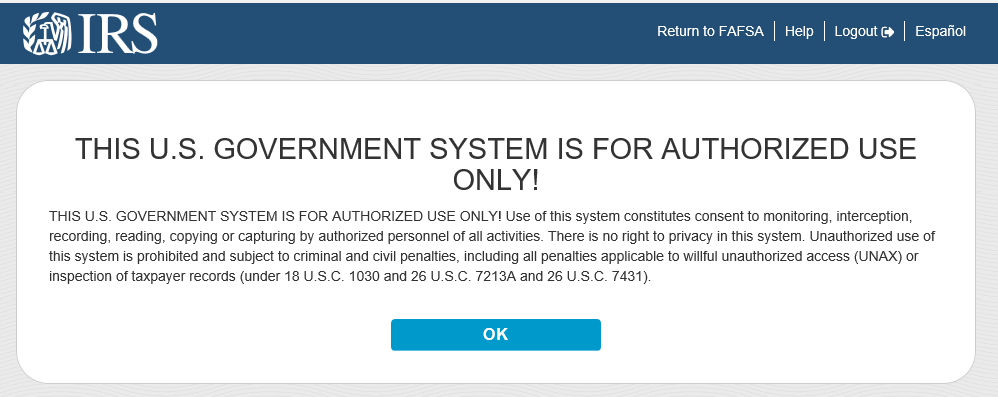 IRS
Return to FAFSA
Help
Logout
Español
THIS U.S. GOVERNMENT SYSTEM IS FOR AUTHORIZED USE
ONLY!
THIS U.S. GOVERNMENT SYSTEM IS FOR AUTHORIZED USE ONLY! Use of this system constitutes consent to monitoring, interception,
recording, reading, copying or capturing by authorized personnel of all activities. There is no right to privacy in this system. Unauthorized use of
this system is prohibited and subject to criminal and civil penalties, including all penalties applicable to willful unauthorized access (UNAX) or
inspection of taxpayer records (under 18 U.S.C. 1030 and 26 U.S.C. 7213A and 26 U.S.C. 7431).
OK